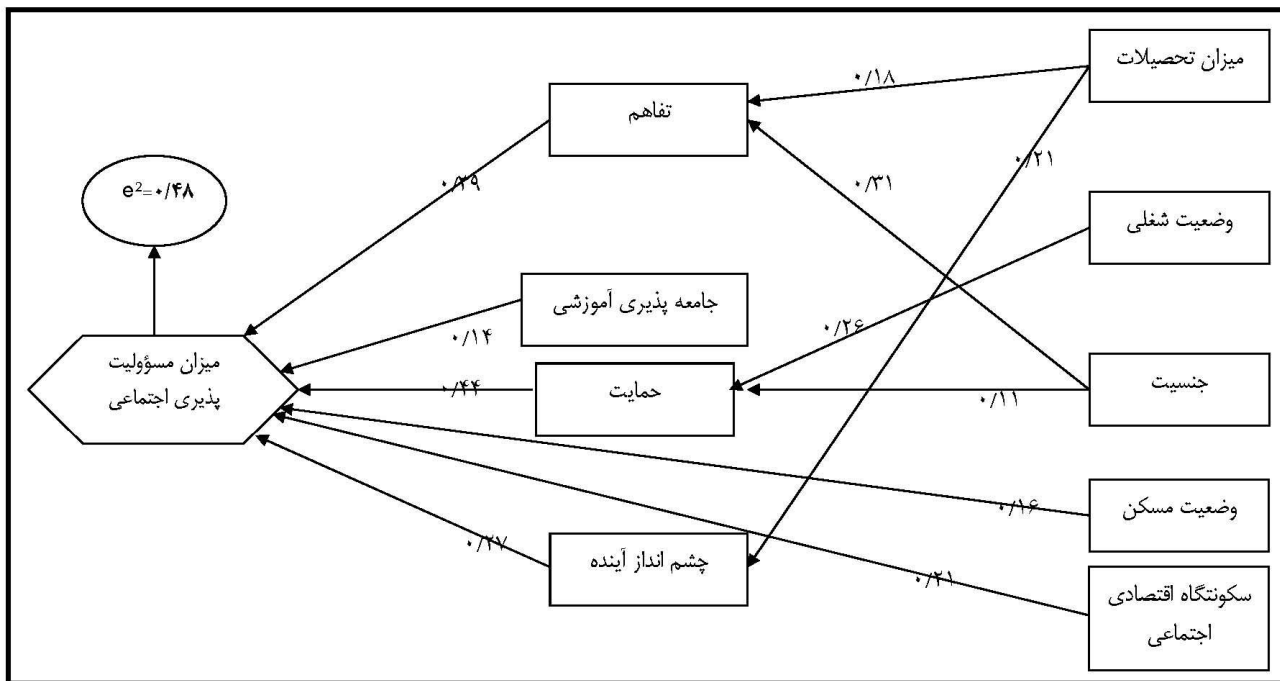 میزان تحصیلات
۰/۱۸
تفاهم
۰/۲۱
۰/۳۹
۰/۳۱
e²=۰/۴۸
وضعیت شغلی
جامعه پذیری آموزشی
۰/۲۶
۰/۱۴
میزان مسؤولیت
پذیری اجتماعی
جنسیت
حمایت
۰/۴۴
۰/۱۱
وضعیت مسکن
۰/۱۶
۰/۲۷
چشم انداز آینده
۰/۲۱
سکونتگاه اقتصادی
اجتماعی